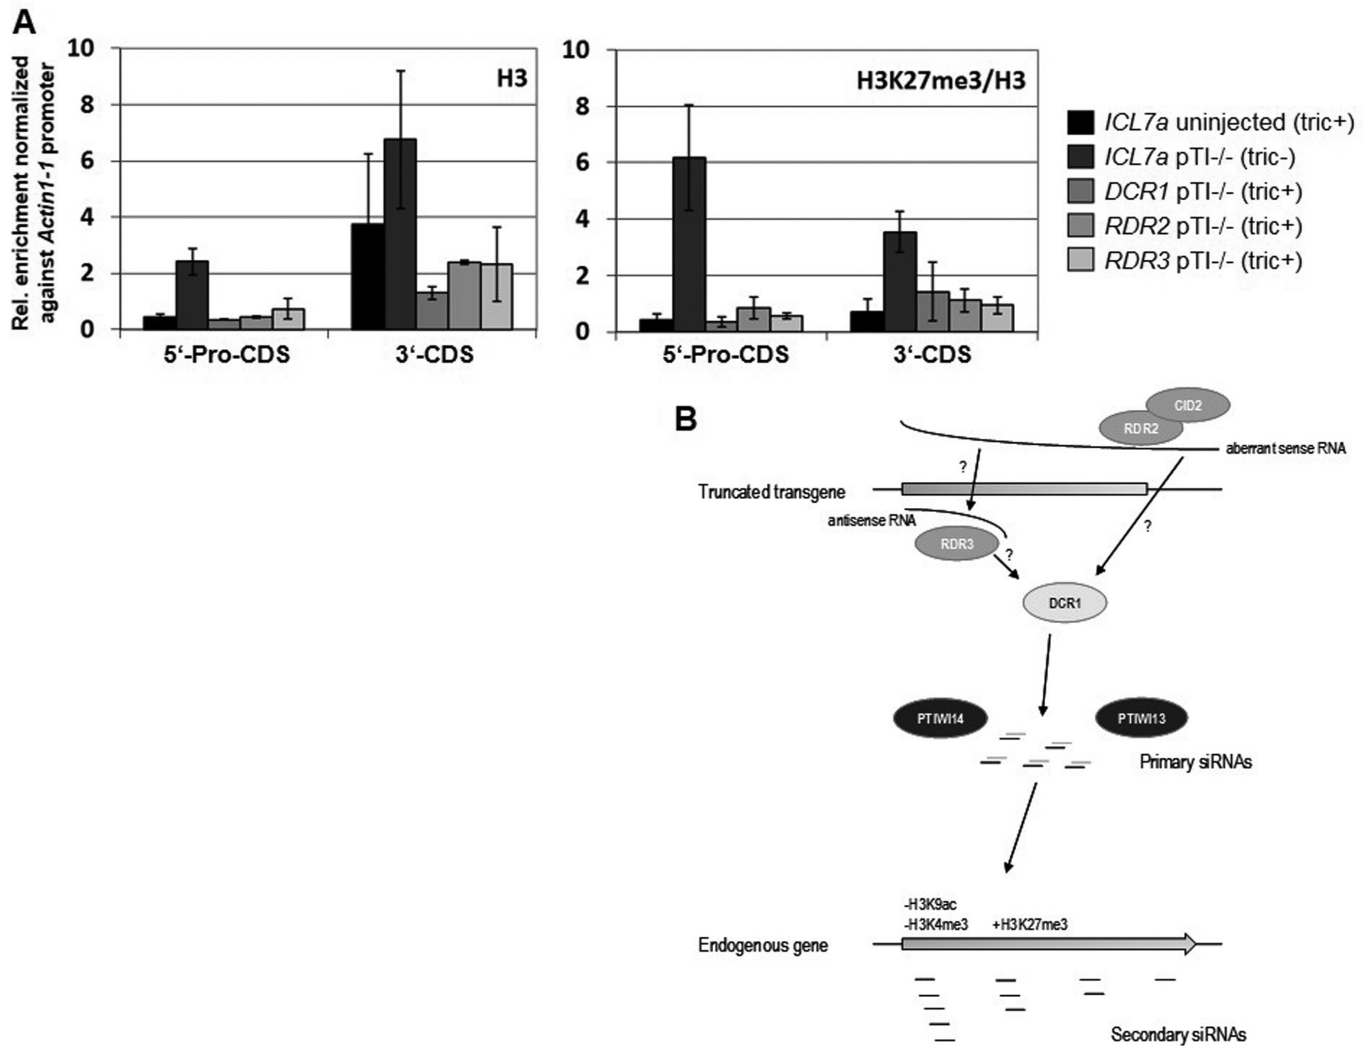 A
Rel. enrichment normalized
against Actin1-1 promoter
10
8
6
4
2
0
H3
5‘-Pro-CDS
3‘-CDS
10
8
6
4
2
0
H3K27me3/H3
5‘-Pro-CDS
3‘-CDS
ICL7a uninjected (tric+)
ICL7a pTI-/- (tric-)
DCR1 pTI-/- (tric+)
RDR2 pTI-/- (tric+)
RDR3 pTI-/- (tric+)
B
CID2
RDR2
aberrant sense RNA
?
Truncated transgene
antisense RNA
?
RDR3
?
DCR1
PTIWI14
PTIWI13
Primary siRNAs
-H3K9ac
-H3K4me3 +H3K27me3
Endogenous gene
Secondary siRNAs